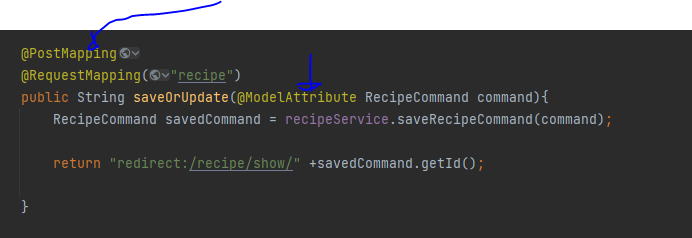 @PostMapping
@RequestMapping("recipe")
public String saveOrUpdate(@ModelAttribute RecipeCommand command){
RecipeCommand savedCommand = recipeService.saveRecipeCommand(command);
return "redirect:/recipe/show/" +savedCommand.getId();
}